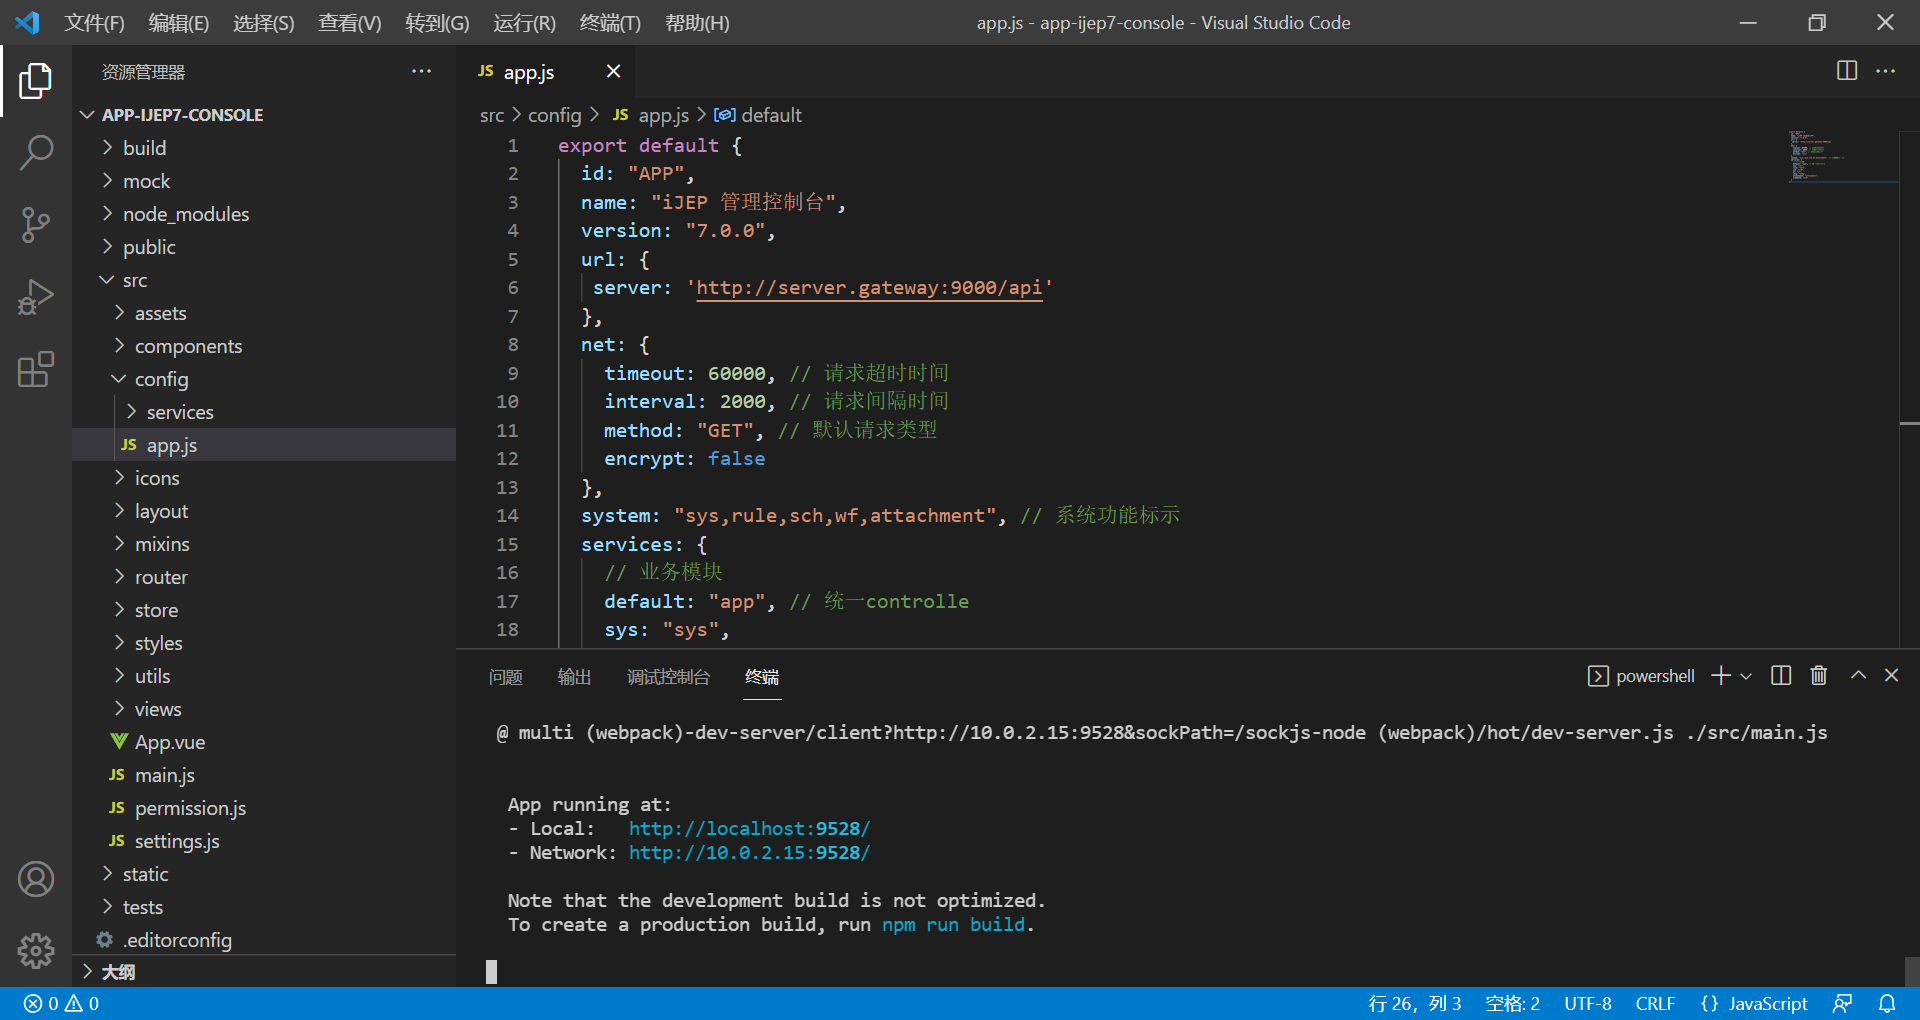 文件(F) 编辑(E) 选择(S) 查看(V) 转到(G) 运行(R) 终端(T) 帮助(H) app.js - app-ijep7-console - Visual Studio Code
资源管理器
APP-IJEP7-CONSOLE
build
mock
node_modules
public
src
assets
components
config
services
JS app.js
icons
layout
mixins
router
store
styles
utils
views
App.vue
JS main.js
JS permission.js
JS settings.js
static
tests
.editorconfig
大纲
JS app.js
src > config > JS app.js > default
1 export default {
2 id: "APP",
3 name: "iJEP 管理控制台",
4 version: "7.0.0",
5 url: {
6 server: 'http://server.gateway:9000/api'
7 },
8 net: {
9 timeout: 60000, // 请求超时时间
10 interval: 2000, // 请求间隔时间
11 method: "GET", // 默认请求类型
12 encrypt: false
13 },
14 system: "sys,rule,sch,wf,attachment", // 系统功能标示
15 services: {
16 // 业务模块
17 default: "app", // 统一controlle
18 sys: "sys",
问题 输出 调试控制台 终端 powershell
@ multi (webpack)-dev-server/client?http://10.0.2.15:9528&sockPath=/sockjs-node (webpack)/hot/dev-server.js ./src/main.js
App running at:
- Local: http://localhost:9528/
- Network: http://10.0.2.15:9528/
Note that the development build is not optimized.
To create a production build, run npm run build.
0 0 行 26, 列 3 空格: 2 UTF-8 CRLF {} JavaScript